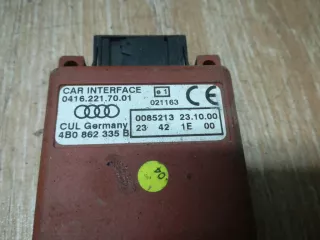 CAR INTERFACE
0416.221.70.01
e1
021163
CE
CUL Germany
4B0 862 335 B
0085213 23.10.00
23 42 1E 00